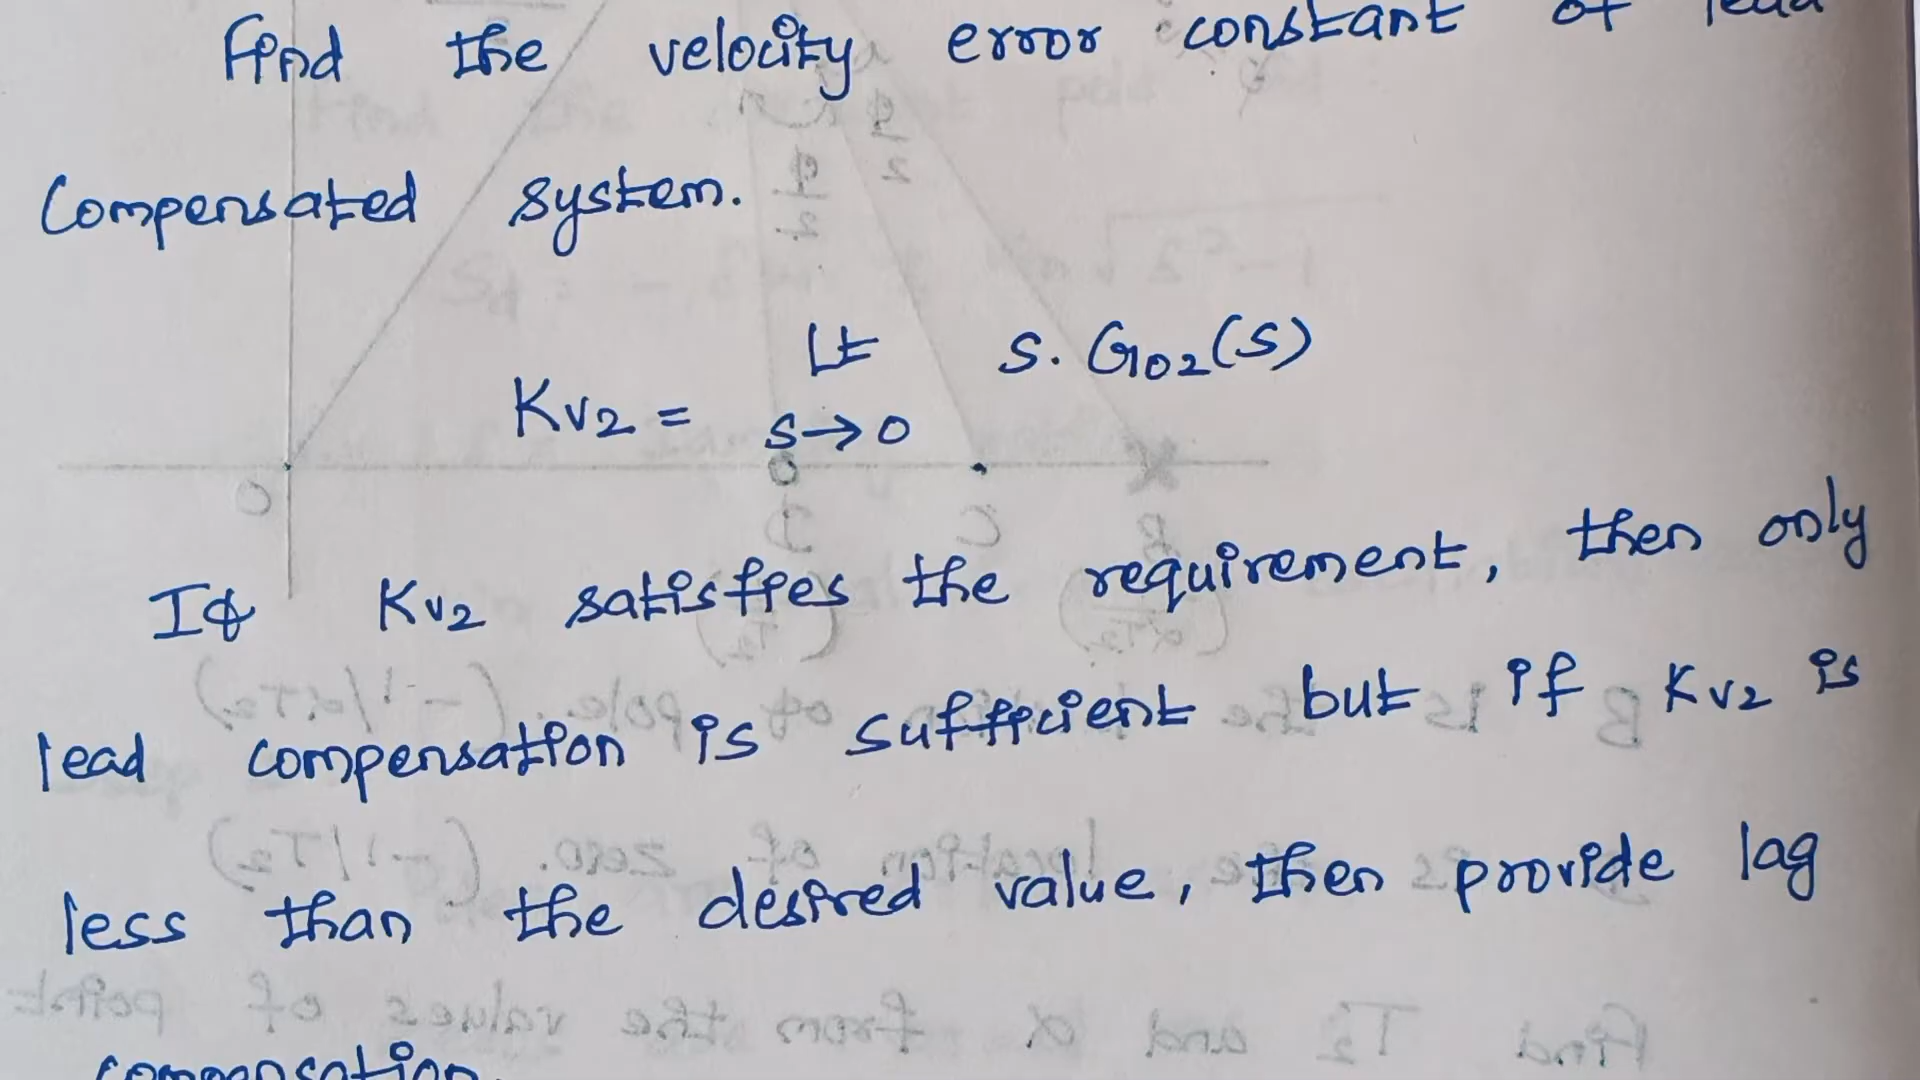 Find the velocity error constant of lead
compensated system.
Kv2 = Lt s→0 s. G02(s)
If Kv2 satisfies the requirement, then only
lead compensation is sufficient but if Kv2 is
less than the desired value, then provide lag
compensation.